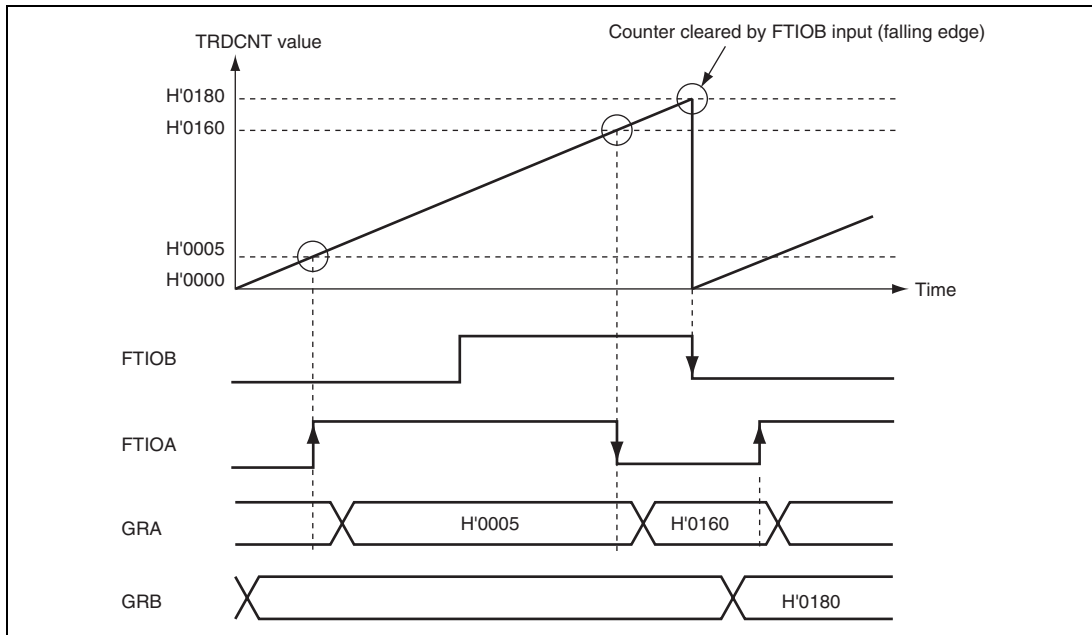 Counter cleared by FTIOB input (falling edge)
TRDCNT value
H'0180
H'0160
H'0005
H'0000
Time
FTIOB
FTIOA
GRA
H'0005
H'0160
GRB
H'0180